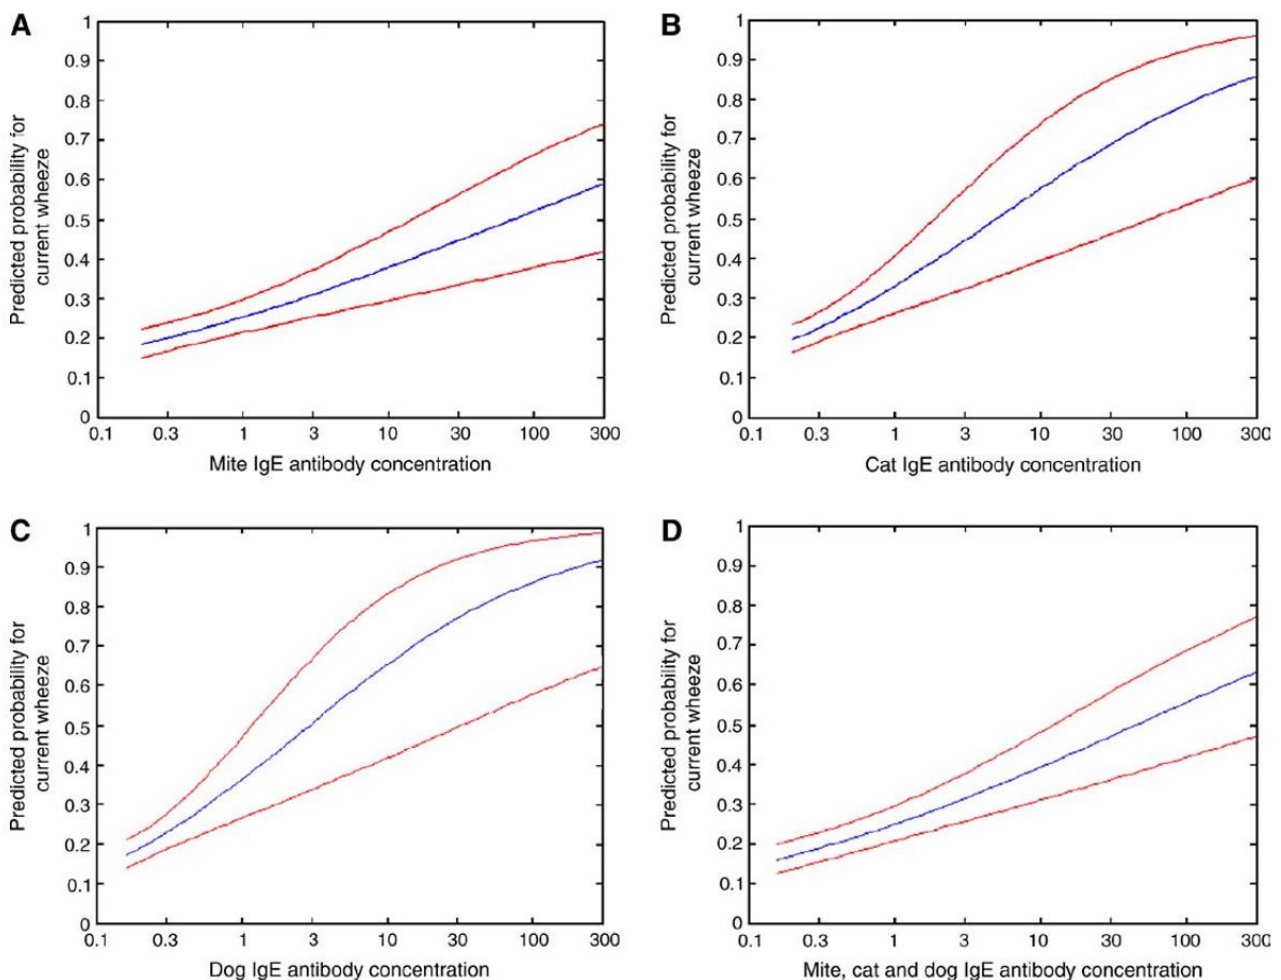 A
1
0.9
0.8
0.7
0.6
0.5
0.4
0.3
0.2
0.1
0
0.1 0.3 1 3 10 30 100 300
Predicted probability for
current wheeze
Mite IgE antibody concentration
B
1
0.9
0.8
0.7
0.6
0.5
0.4
0.3
0.2
0.1
0
0.1 0.3 1 3 10 30 100 300
Predicted probability for
current wheeze
Cat IgE antibody concentration
C
1
0.9
0.8
0.7
0.6
0.5
0.4
0.3
0.2
0.1
0
0.1 0.3 1 3 10 30 100 300
Predicted probability for
current wheeze
Dog IgE antibody concentration
D
1
0.9
0.8
0.7
0.6
0.5
0.4
0.3
0.2
0.1
0
0.1 0.3 1 3 10 30 100 300
Predicted probability for
current wheeze
Mite, cat and dog IgE antibody concentration